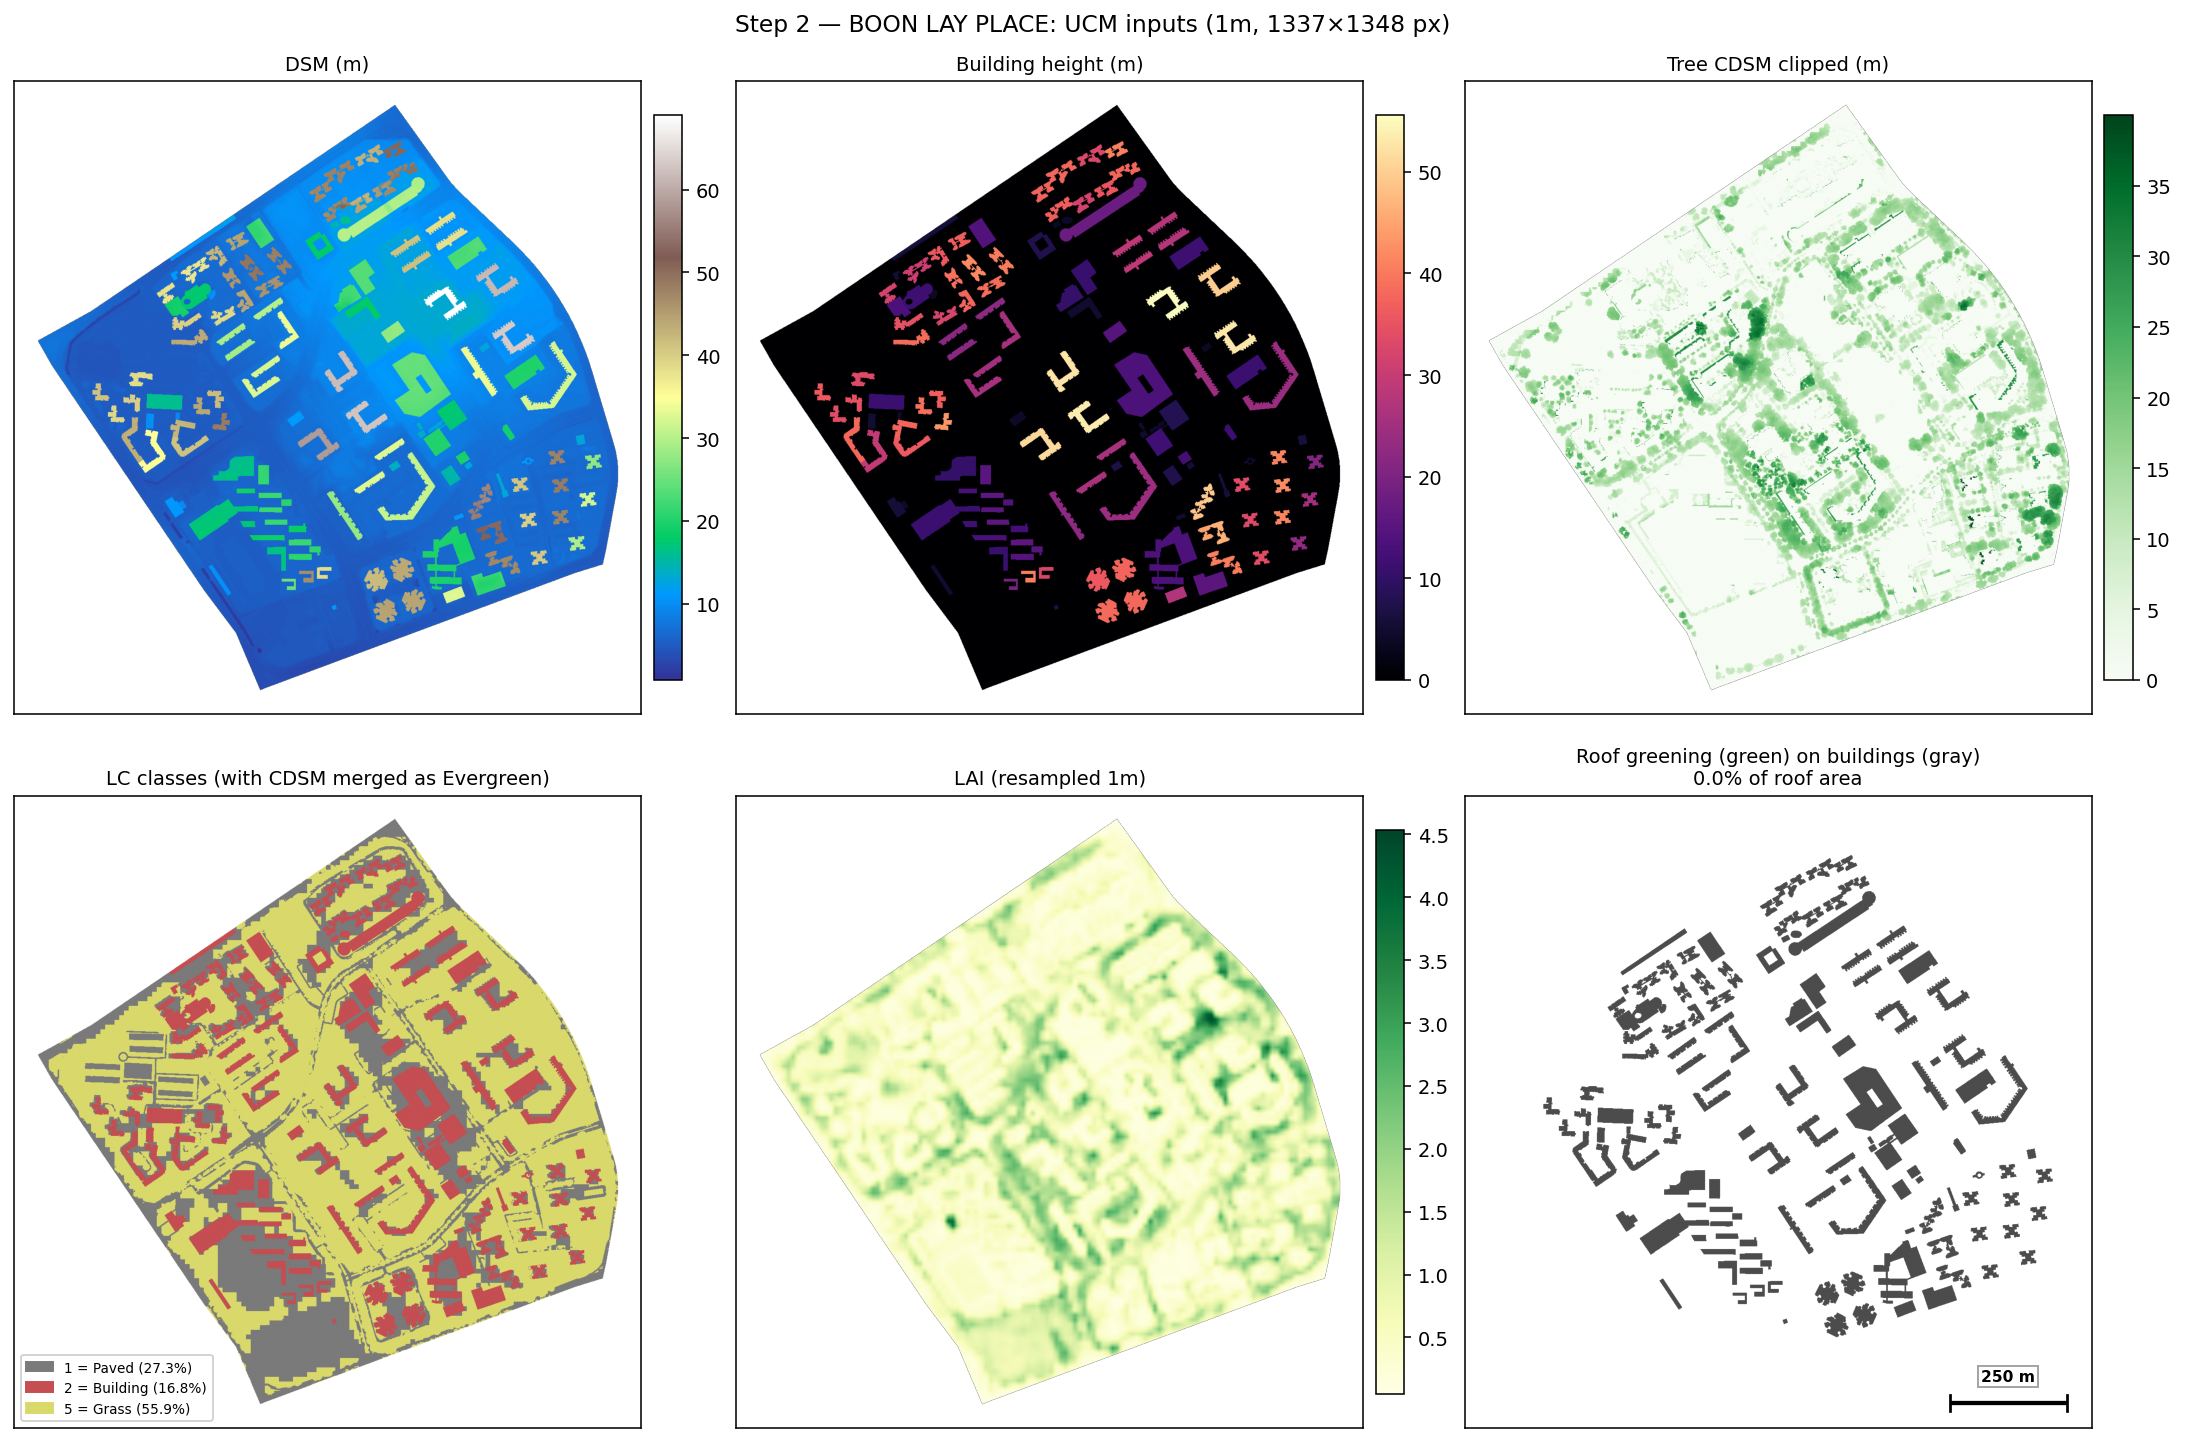 Step 2 — BOON LAY PLACE: UCM inputs (1m, 1337×1348 px)
DSM (m)
60
50
40
30
20
10
Building height (m)
50
40
30
20
10
0
Tree CDSM clipped (m)
35
30
25
20
15
10
5
0
LC classes (with CDSM merged as Evergreen)
1 = Paved (27.3%)
2 = Building (16.8%)
5 = Grass (55.9%)
LAI (resampled 1m)
4.5
4.0
3.5
3.0
2.5
2.0
1.5
1.0
0.5
Roof greening (green) on buildings (gray)
0.0% of roof area
250 m